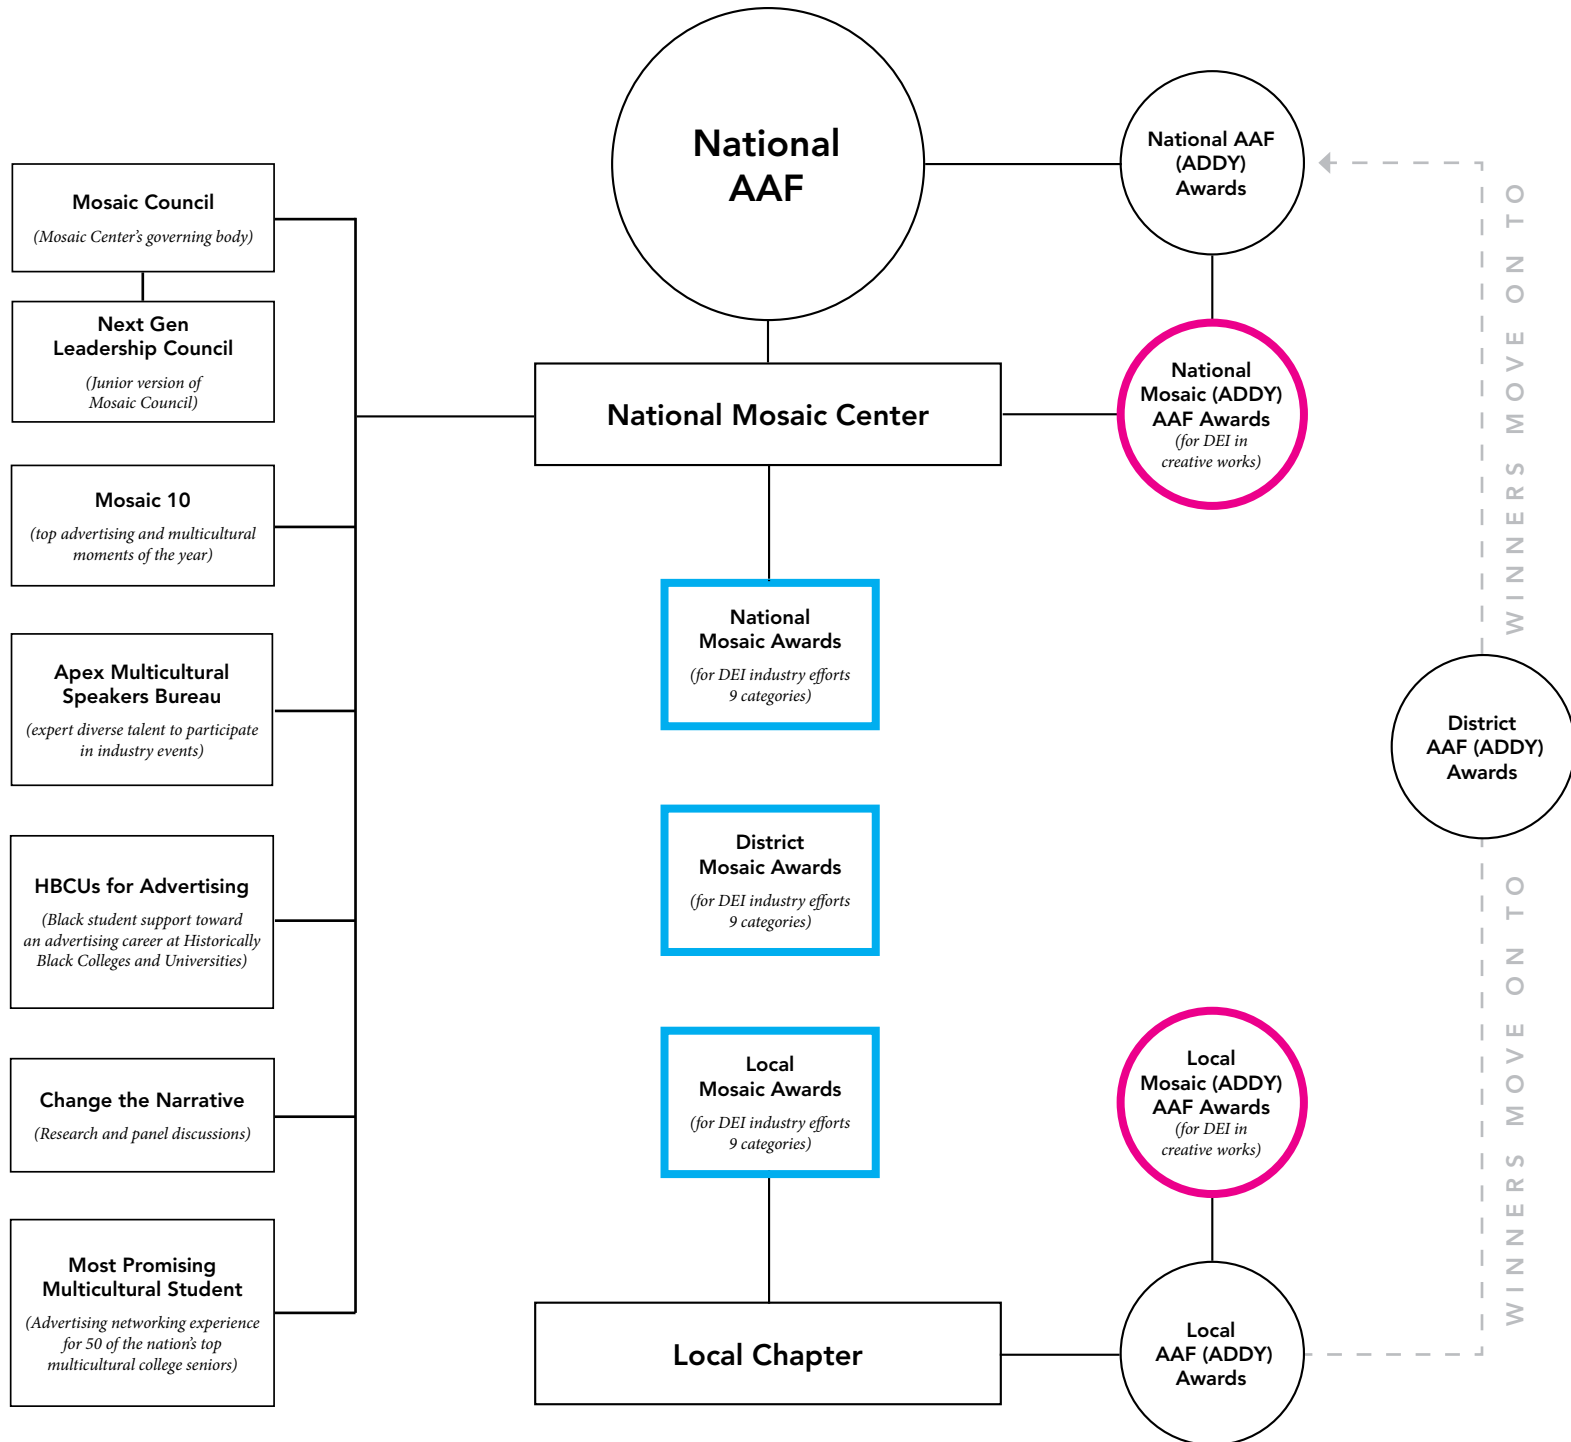 National
AAF
National AAF
(ADDY)
Awards
Mosaic Council
(Mosaic Center's governing body)
Next Gen
Leadership Council
(Junior version of
Mosaic Council)
National Mosaic Center
National
Mosaic (ADDY)
AAF Awards
(for DEI in
creative works)
Mosaic 10
(top advertising and multicultural
moments of the year)
National
Mosaic Awards
(for DEI industry efforts
9 categories)
Apex Multicultural
Speakers Bureau
(expert diverse talent to participate
in industry events)
WINNERS MOVE ON TO
District
AAF (ADDY)
Awards
District
Mosaic Awards
(for DEI industry efforts
9 categories)
HBCUs for Advertising
(Black student support toward
an advertising career at Historically
Black Colleges and Universities)
Local
Mosaic Awards
(for DEI industry efforts
9 categories)
Local
Mosaic (ADDY)
AAF Awards
(for DEI in
creative works)
WINNERS MOVE ON TO
Change the Narrative
(Research and panel discussions)
Most Promising
Multicultural Student
(Advertising networking experience
for 50 of the nation's top
multicultural college seniors)
Local Chapter
Local
AAF (ADDY)
Awards